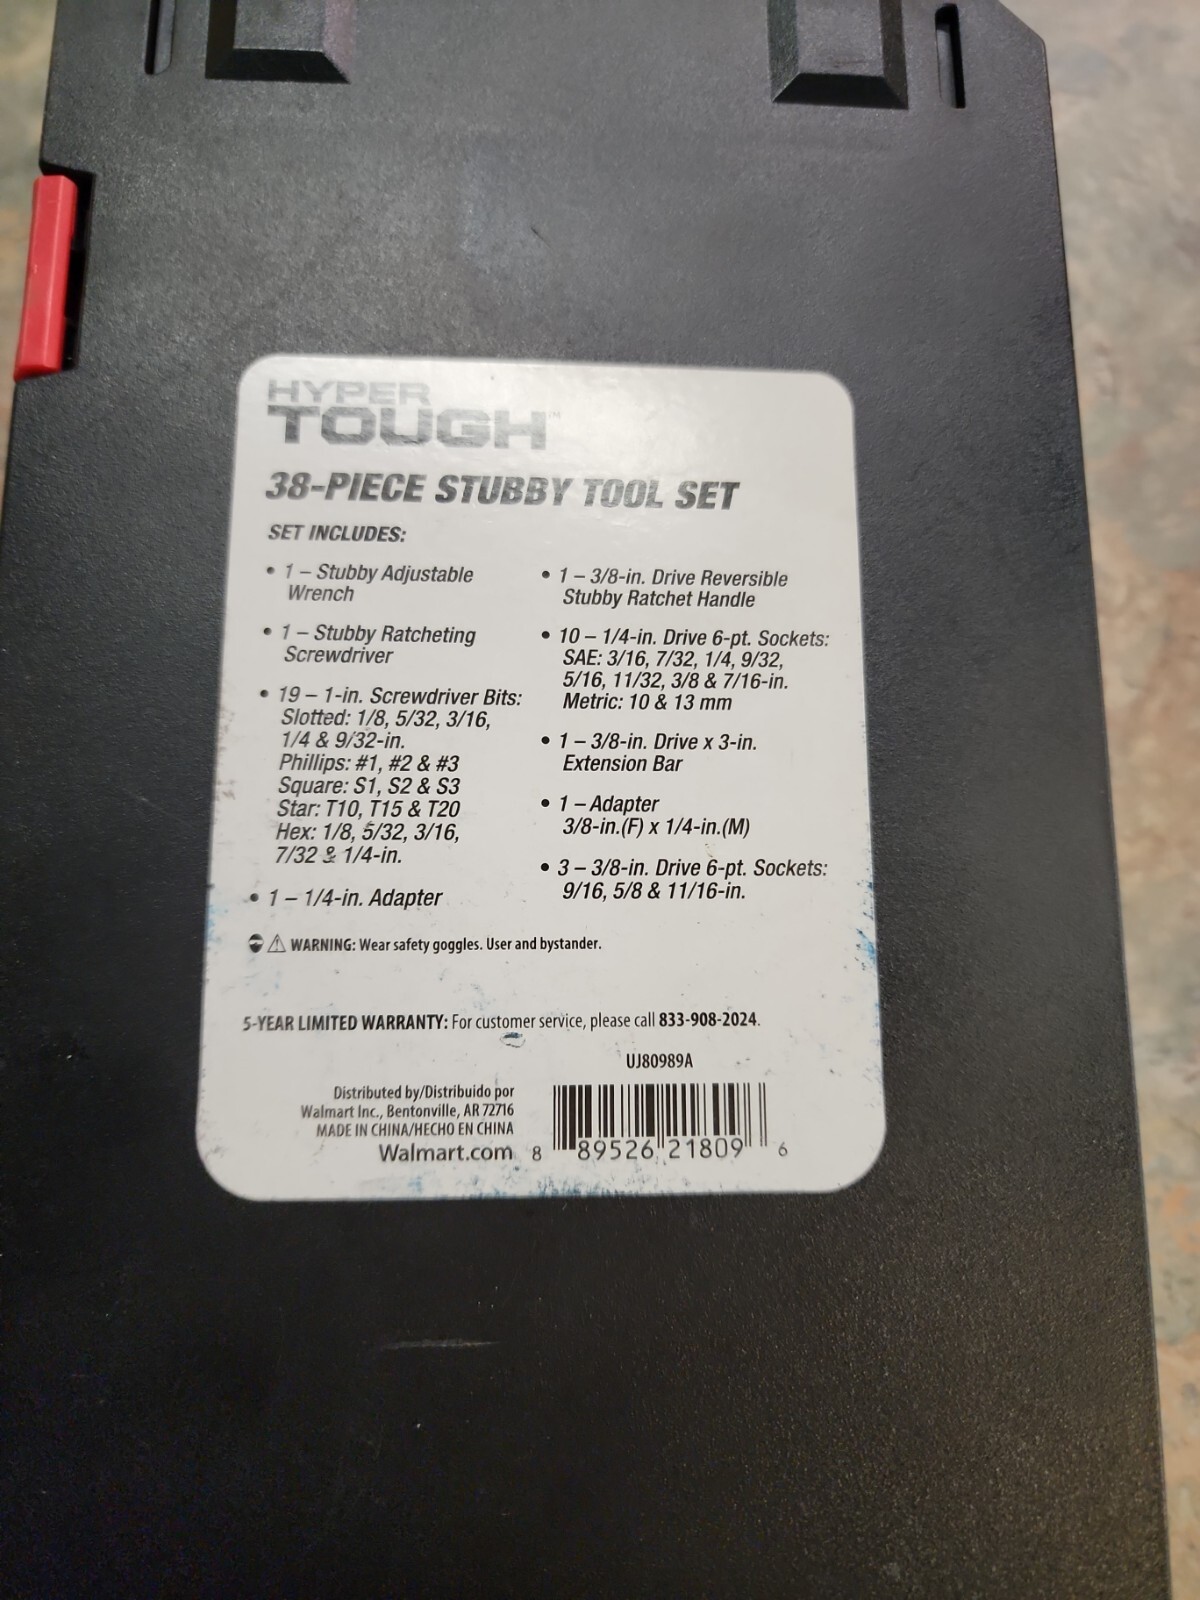 HYPER
TOUGH™
38-PIECE STUBBY TOOL SET
SET INCLUDES:
• 1 – Stubby Adjustable
Wrench
• 1 – Stubby Ratcheting
Screwdriver
• 19 – 1-in. Screwdriver Bits:
Slotted: 1/8, 5/32, 3/16,
1/4 & 9/32-in.
Phillips: #1, #2 & #3
Square: S1, S2 & S3
Star: T10, T15 & T20
Hex: 1/8, 5/32, 3/16,
7/32 & 1/4-in.
• 1 – 1/4-in. Adapter
• 1 – 3/8-in. Drive Reversible
Stubby Ratchet Handle
• 10 – 1/4-in. Drive 6-pt. Sockets:
SAE: 3/16, 7/32, 1/4, 9/32,
5/16, 11/32, 3/8 & 7/16-in.
Metric: 10 & 13 mm
• 1 – 3/8-in. Drive x 3-in.
Extension Bar
• 1 – Adapter
3/8-in.(F) x 1/4-in.(M)
• 3 – 3/8-in. Drive 6-pt. Sockets:
9/16, 5/8 & 11/16-in.
WARNING: Wear safety goggles. User and bystander.
5-YEAR LIMITED WARRANTY: For customer service, please call 833-908-2024.
UJ80989A
Distributed by/Distribuido por
Walmart Inc., Bentonville, AR 72716
MADE IN CHINA/HECHO EN CHINA
Walmart.com
8 89526 21809 6